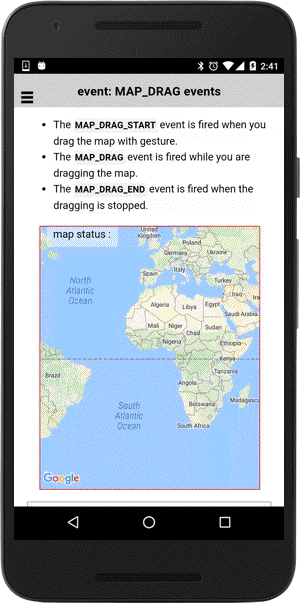 2:41
event: MAP_DRAG events
The MAP_DRAG_START event is fired when you
drag the map with gesture.
The MAP_DRAG event is fired while you are
dragging the map.
The MAP_DRAG_END event is fired when the
dragging is stopped.
map status :
United
Kingdom
Poland
Germany
Ukraine
Spain
Italy
Turkey
North
Atlantic
Ocean
Iraq
Algeria
Libya
Egypt
Saudi Arabia
Mali
Niger
Chad
Sudan
Nigeria
Ethiopia
Kenya
Brazil
Tanzania
Angola
South
Atlantic
Ocean
Botswana
Madagascar
South Africa
Google